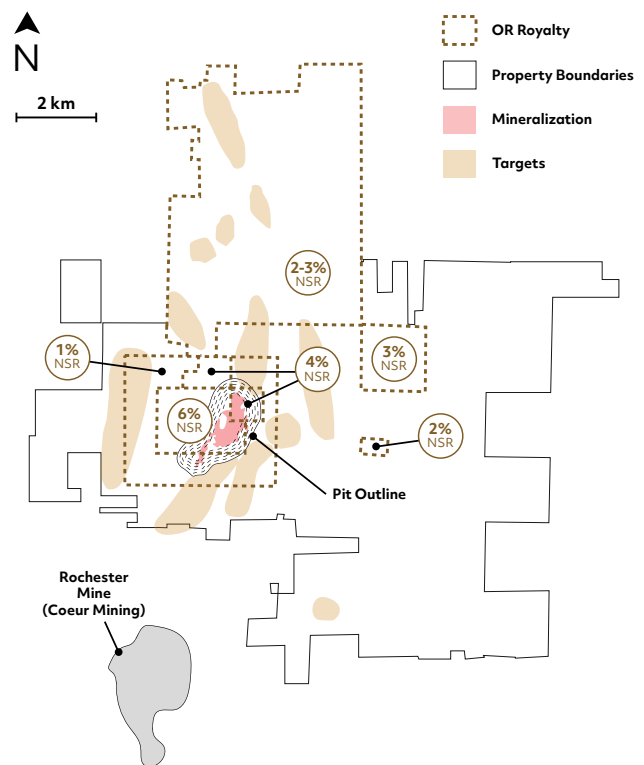 N
2 km
OR Royalty
Property Boundaries
Mineralization
Targets
2-3%
NSR
1%
NSR
4%
NSR
3%
NSR
6%
NSR
2%
NSR
Pit Outline
Rochester
Mine
(Coeur Mining)